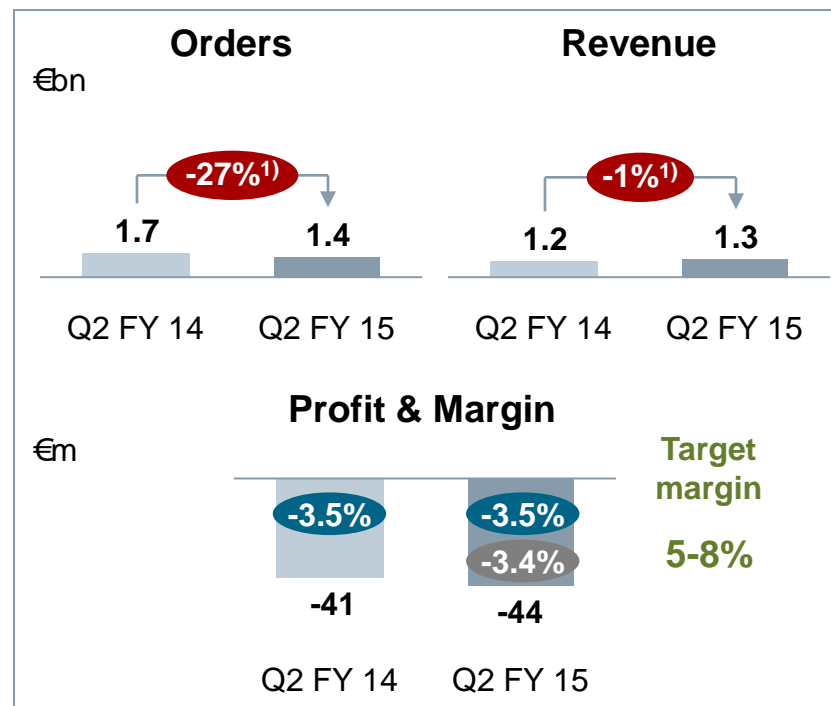 Orders
Revenue
€bn
-27%1)
-1%1)
1.7
1.4
1.2
1.3
Q2 FY 14
Q2 FY 15
Q2 FY 14
Q2 FY 15
Profit & Margin
€m
Target
margin
-3.5%
-3.5%
-3.4%
5-8%
-41
-44
Q2 FY 14
Q2 FY 15